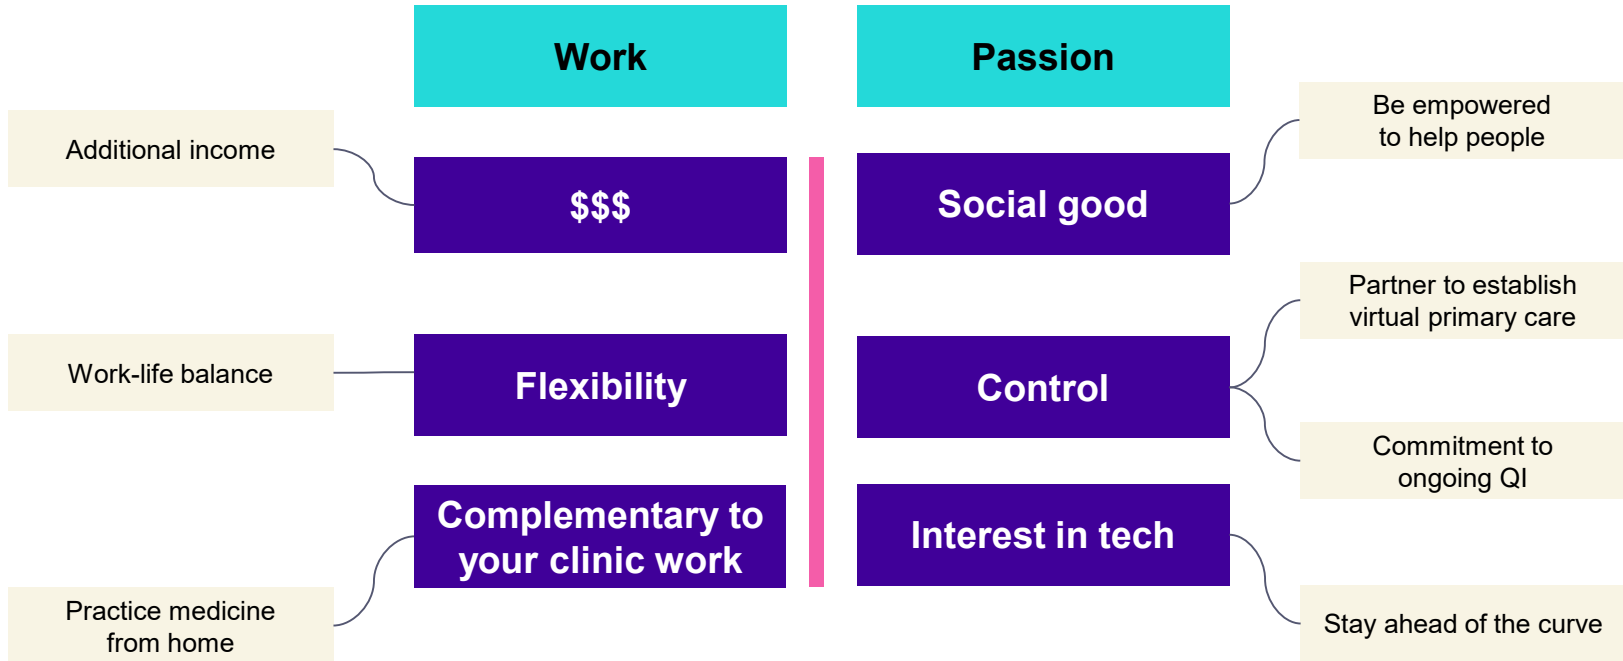 Work
Passion
Additional income
$$$
Social good
Be empowered
to help people
Work-life balance
Flexibility
Control
Partner to establish
virtual primary care
Commitment to
ongoing QI
Complementary to
your clinic work
Interest in tech
Practice medicine
from home
Stay ahead of the curve